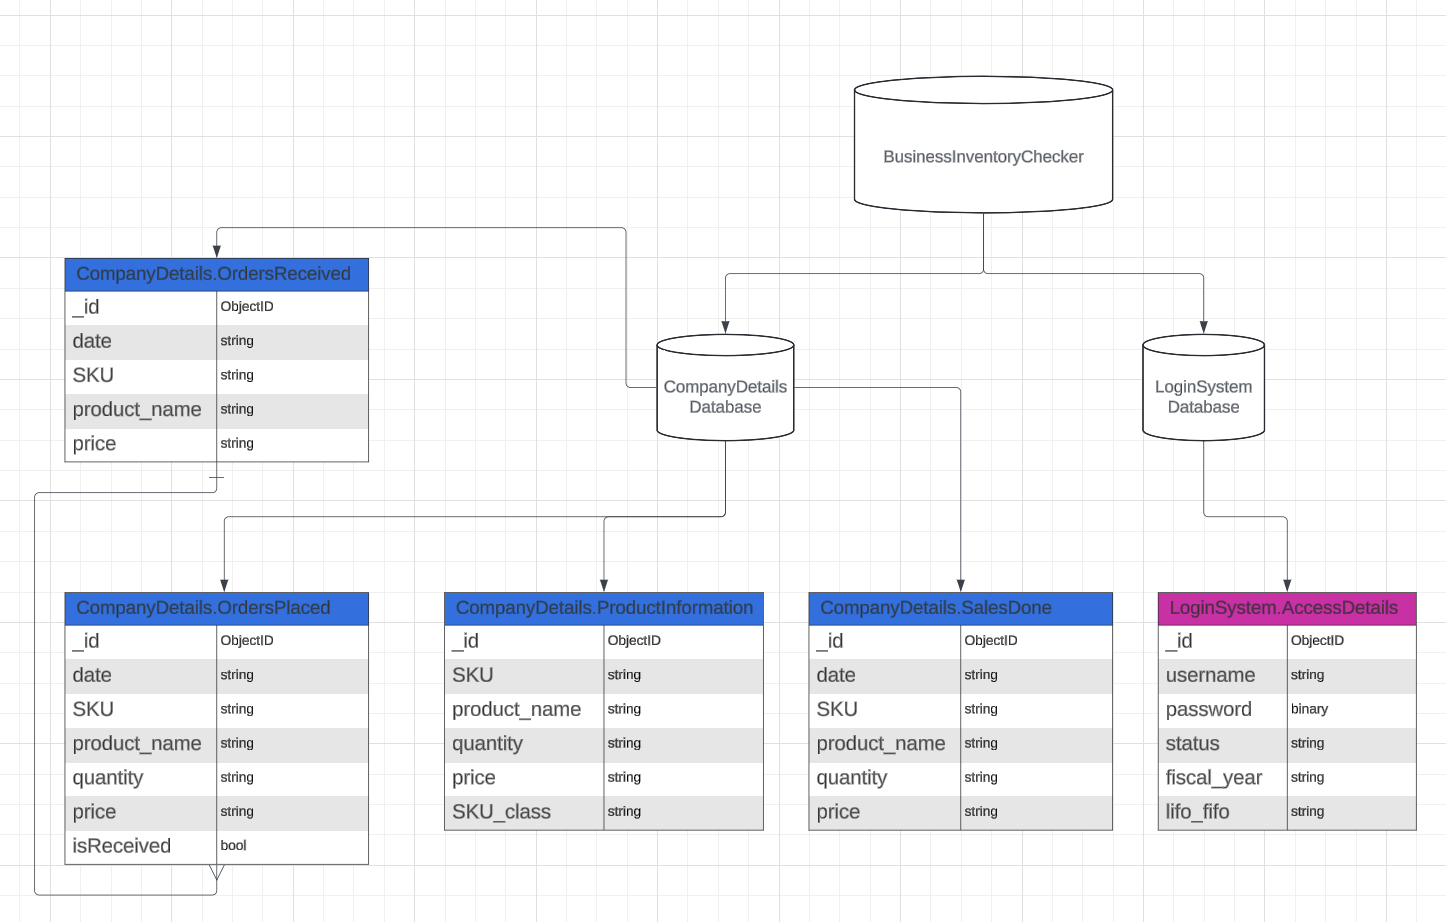 BusinessInventoryChecker
CompanyDetails.OrdersReceived
_id ObjectID
date string
SKU string
product_name string
price string
CompanyDetails
Database
LoginSystem
Database
CompanyDetails.OrdersPlaced
_id ObjectID
date string
SKU string
product_name string
quantity string
price string
isReceived bool
CompanyDetails.ProductInformation
_id ObjectID
SKU string
product_name string
quantity string
price string
SKU_class string
CompanyDetails.SalesDone
_id ObjectID
date string
SKU string
product_name string
quantity string
price string
LoginSystem.AccessDetails
_id ObjectID
username string
password binary
status string
fiscal_year string
lifo_fifo string